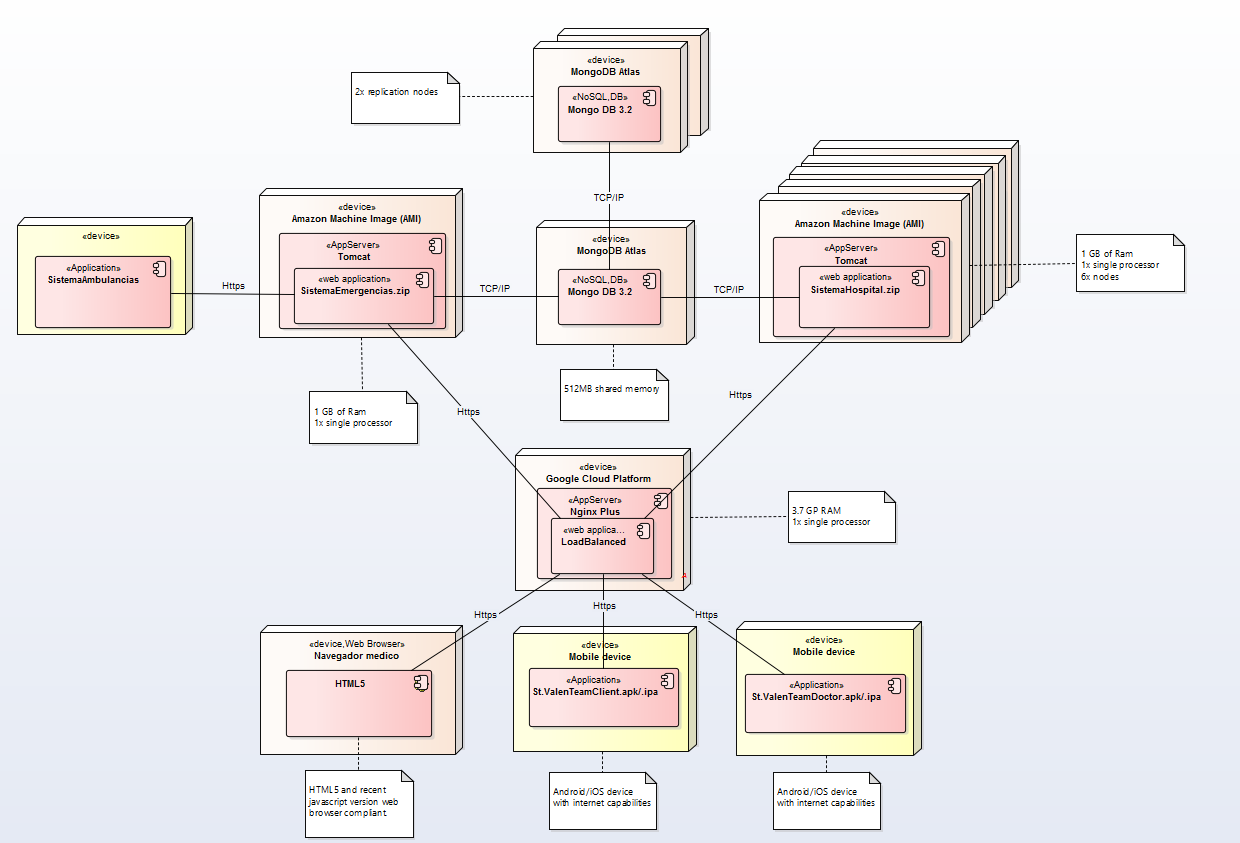 «device»
MongoDB Atlas
«NoSQL,DB»
Mongo DB 3.2
2x replication nodes
TCP/IP
«device»
Amazon Machine Image (AMI)
«AppServer»
Tomcat
«web application»
SistemaEmergencias.zip
«device»
«Application»
SistemaAmbulancias
Https
TCP/IP
«device»
MongoDB Atlas
«NoSQL,DB»
Mongo DB 3.2
TCP/IP
«device»
Amazon Machine Image (AMI)
«AppServer»
Tomcat
«web application»
SistemaHospital.zip
1 GB of Ram
1x single processor
6x nodes
1 GB of Ram
1x single processor
512MB shared memory
Https
Https
«device»
Google Cloud Platform
«AppServer»
Nginx Plus
«web applica...
LoadBalanced
3.7 GP RAM
1x single processor
Https
Https
Https
«device,Web Browser»
Navegador medico
HTML5
«device»
Mobile device
«Application»
St.ValenTeamClient.apk/.ipa
«device»
Mobile device
«Application»
St.ValenTeamDoctor.apk/.ipa
HTML5 and recent
javascript version web
browser compliant
Android/iOS device
with internet capabilities
Android/iOS device
with internet capabilities